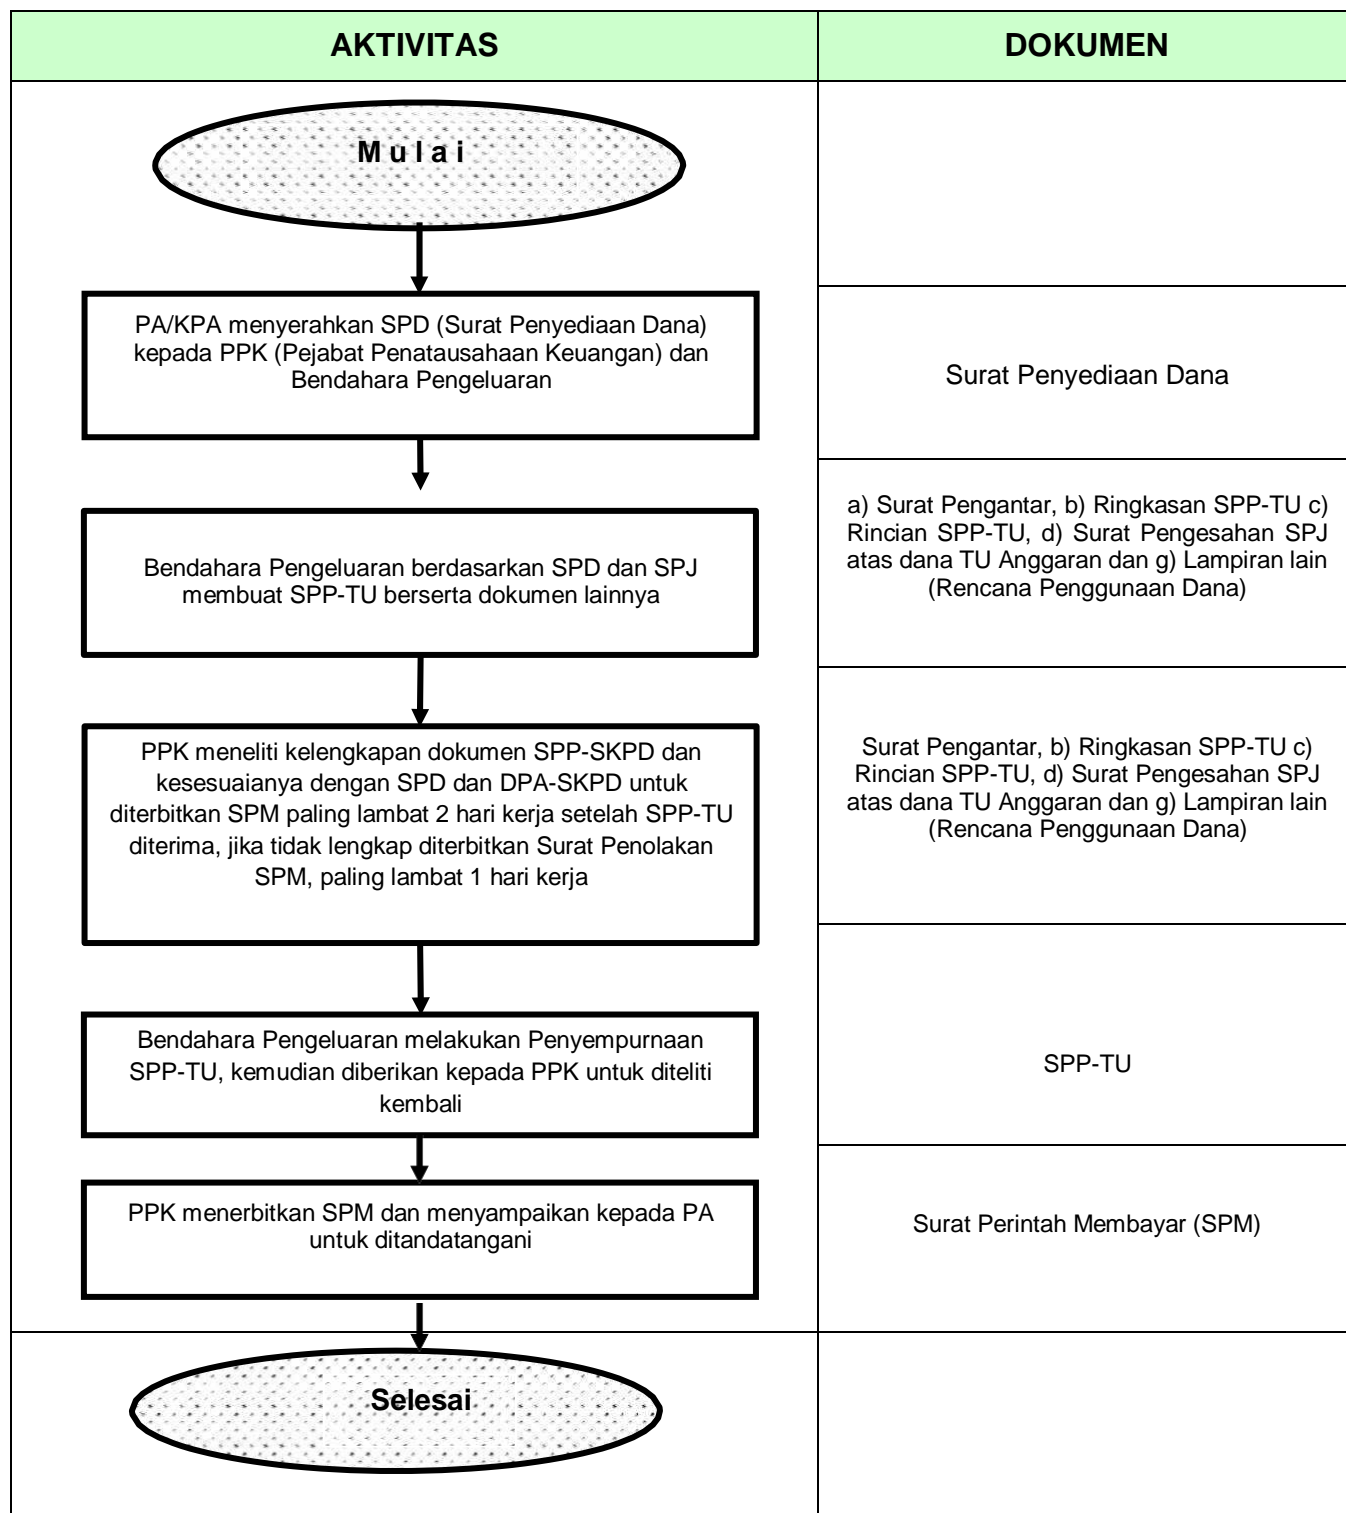 AKTIVITAS
DOKUMEN
M u l a i
PA/KPA menyerahkan SPD (Surat Penyediaan Dana)
kepada PPK (Pejabat Penatausahaan Keuangan) dan
Bendahara Pengeluaran
Surat Penyediaan Dana
Bendahara Pengeluaran berdasarkan SPD dan SPJ
membuat SPP-TU berserta dokumen lainnya
a) Surat Pengantar, b) Ringkasan SPP-TU c)
Rincian SPP-TU, d) Surat Pengesahan SPJ
atas dana TU Anggaran dan g) Lampiran lain
(Rencana Penggunaan Dana)
PPK meneliti kelengkapan dokumen SPP-SKPD dan
kesesuaianya dengan SPD dan DPA-SKPD untuk
diterbitkan SPM paling lambat 2 hari kerja setelah SPP-TU
diterima, jika tidak lengkap diterbitkan Surat Penolakan
SPM, paling lambat 1 hari kerja
Surat Pengantar, b) Ringkasan SPP-TU c)
Rincian SPP-TU, d) Surat Pengesahan SPJ
atas dana TU Anggaran dan g) Lampiran lain
(Rencana Penggunaan Dana)
Bendahara Pengeluaran melakukan Penyempurnaan
SPP-TU, kemudian diberikan kepada PPK untuk diteliti
kembali
SPP-TU
PPK menerbitkan SPM dan menyampaikan kepada PA
untuk ditandatangani
Surat Perintah Membayar (SPM)
Selesai